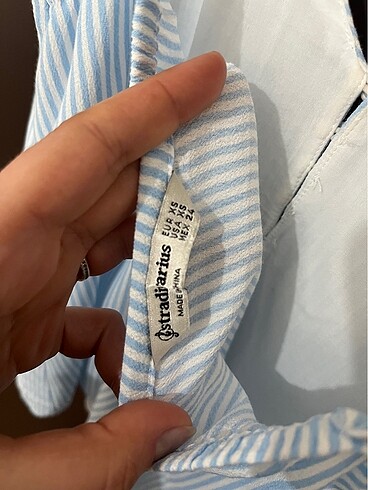 stradivarius
MADE IN CHINA
EUR XS
USA XS
MEX 24